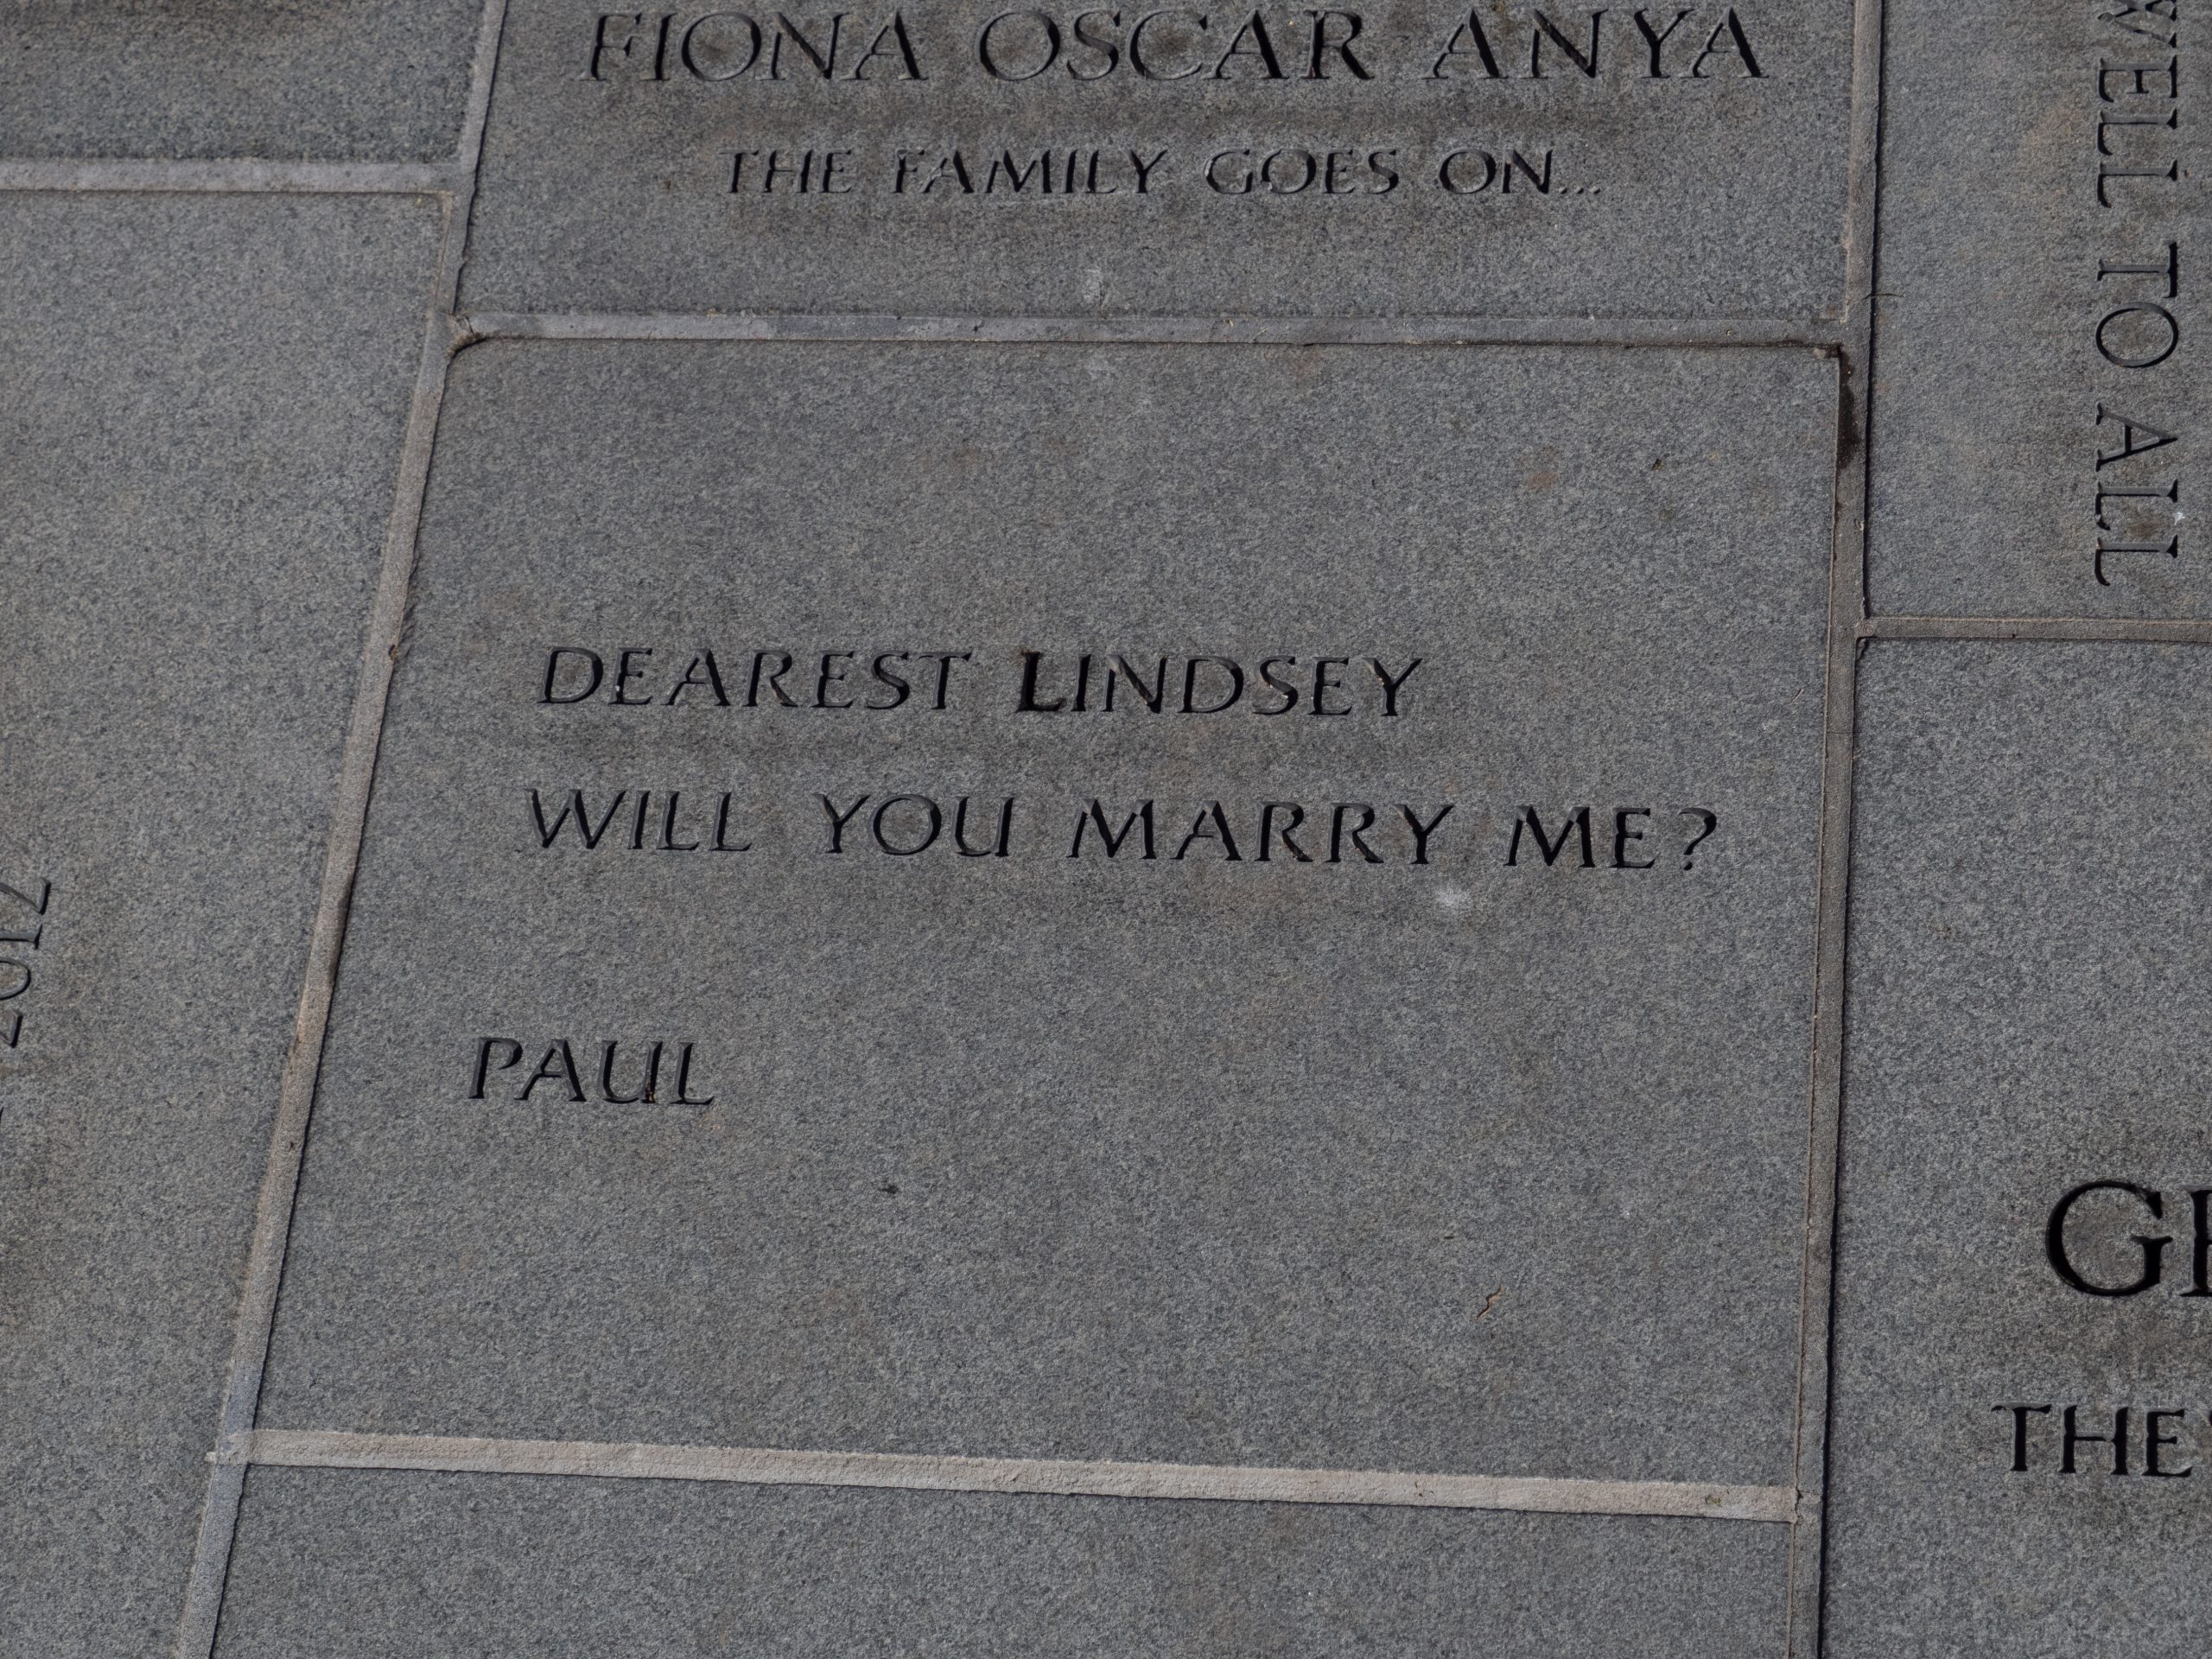 FIONA OSCAR ANYA
THE FAMILY GOES ON...
WELL TO ALL
DEAREST LINDSEY
WILL YOU MARRY ME?
PAUL
2012
THE